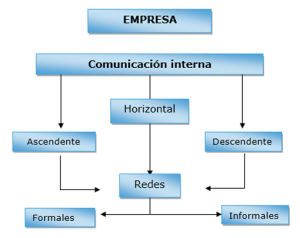 EMPRESA
Comunicación interna
Horizontal
Ascendente
Descendente
Redes
Formales
Informales